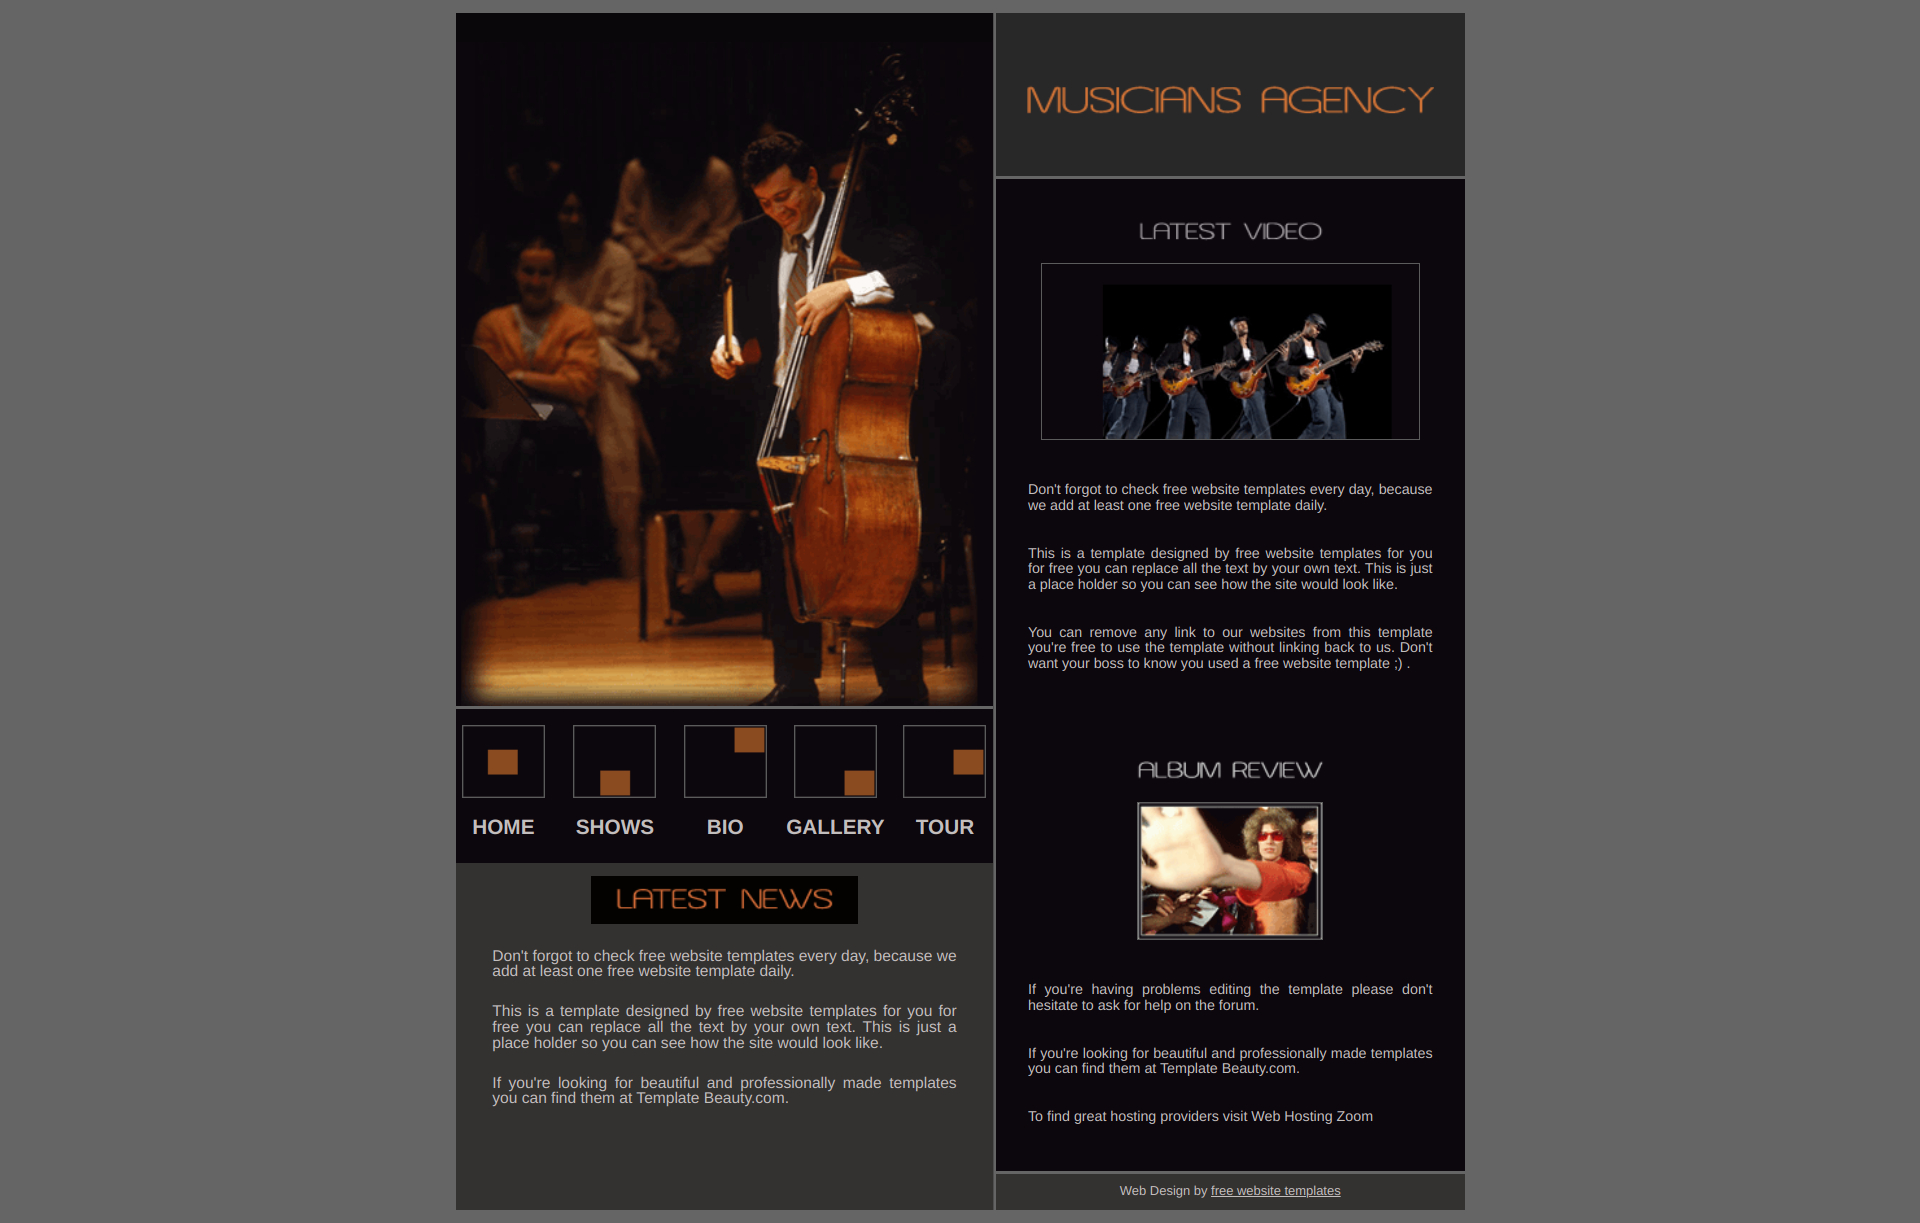 MUSICIANS AGENCY
LATEST VIDEO
Don't forgot to check free website templates every day, because
we add at least one free website template daily.
This is a template designed by free website templates for you
for free you can replace all the text by your own text. This is just
a place holder so you can see how the site would look like.
You can remove any link to our websites from this template
you're free to use the template without linking back to us. Don't
want your boss to know you used a free website template ;) .
HOME SHOWS BIO GALLERY TOUR
LATEST NEWS
Don't forgot to check free website templates every day, because we
add at least one free website template daily.
This is a template designed by free website templates for you for
free you can replace all the text by your own text. This is just a
place holder so you can see how the site would look like.
If you're looking for beautiful and professionally made templates
you can find them at Template Beauty.com.
ALBUM REVIEW
If you're having problems editing the template please don't
hesitate to ask for help on the forum.
If you're looking for beautiful and professionally made templates
you can find them at Template Beauty.com.
To find great hosting providers visit Web Hosting Zoom
Web Design by free website templates